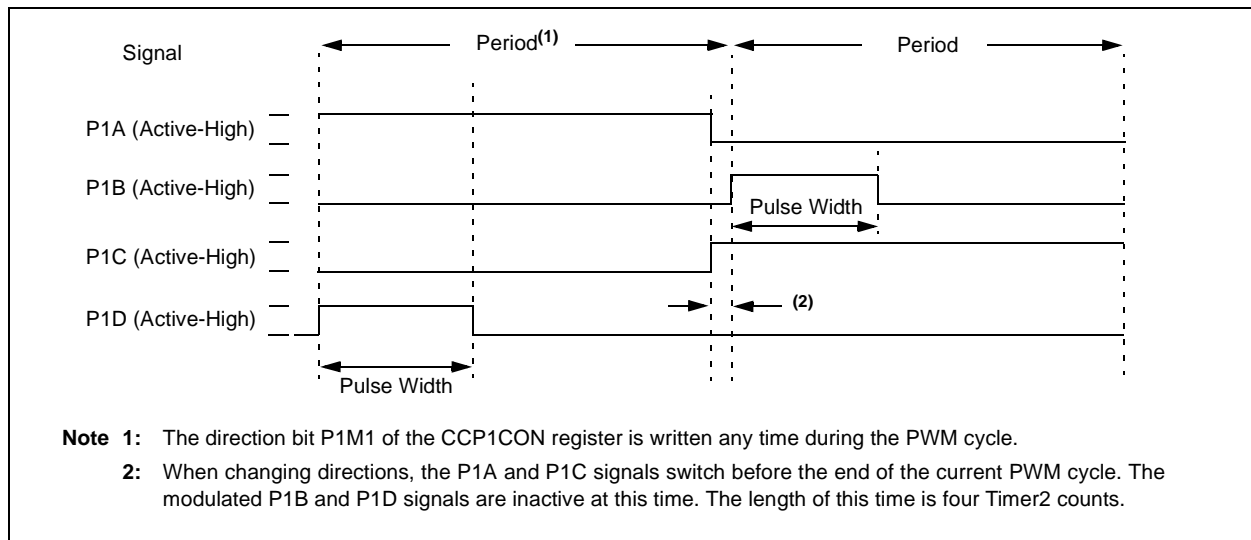 Signal
Period(1)
Period
P1A (Active-High)
P1B (Active-High)
Pulse Width
P1C (Active-High)
(2)
P1D (Active-High)
Pulse Width
Note 1: The direction bit P1M1 of the CCP1CON register is written any time during the PWM cycle.
2: When changing directions, the P1A and P1C signals switch before the end of the current PWM cycle. The
modulated P1B and P1D signals are inactive at this time. The length of this time is four Timer2 counts.